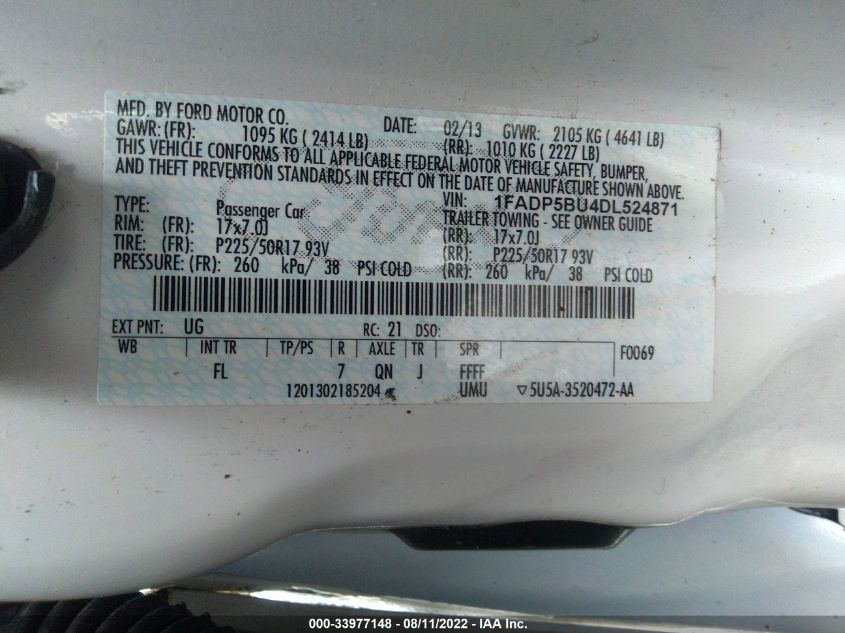 MFD. BY FORD MOTOR CO.
DATE: 02/13 GVWR: 2105 KG ( 4641 LB)
GAWR: (FR): 1095 KG ( 2414 LB) (RR): 1010 KG ( 2227 LB)
THIS VEHICLE CONFORMS TO ALL APPLICABLE FEDERAL MOTOR VEHICLE SAFETY, BUMPER,
AND THEFT PREVENTION STANDARDS IN EFFECT ON THE DATE OF MANUFACTURE SHOWN ABOVE.
VIN: 1FADP5BU4DL524871
TYPE: Passenger Car TRAILER TOWING - SEE OWNER GUIDE
RIM: (FR): 17x7.0J (RR): 17x7.0J
TIRE: (FR): P225/50R17 93V (RR): P225/50R17 93V
PRESSURE: (FR): 260 kPa/ 38 PSI COLD (RR): 260 kPa/ 38 PSI COLD
EXT PNT: UG RC: 21 DSO:
WB INT TR TP/PS R AXLE TR SPR F0069
FL 7 QN J FFFF
1201302185204 UMU ▽5U5A-3520472-AA
000-33977148 - 08/11/2022 - IAA Inc.